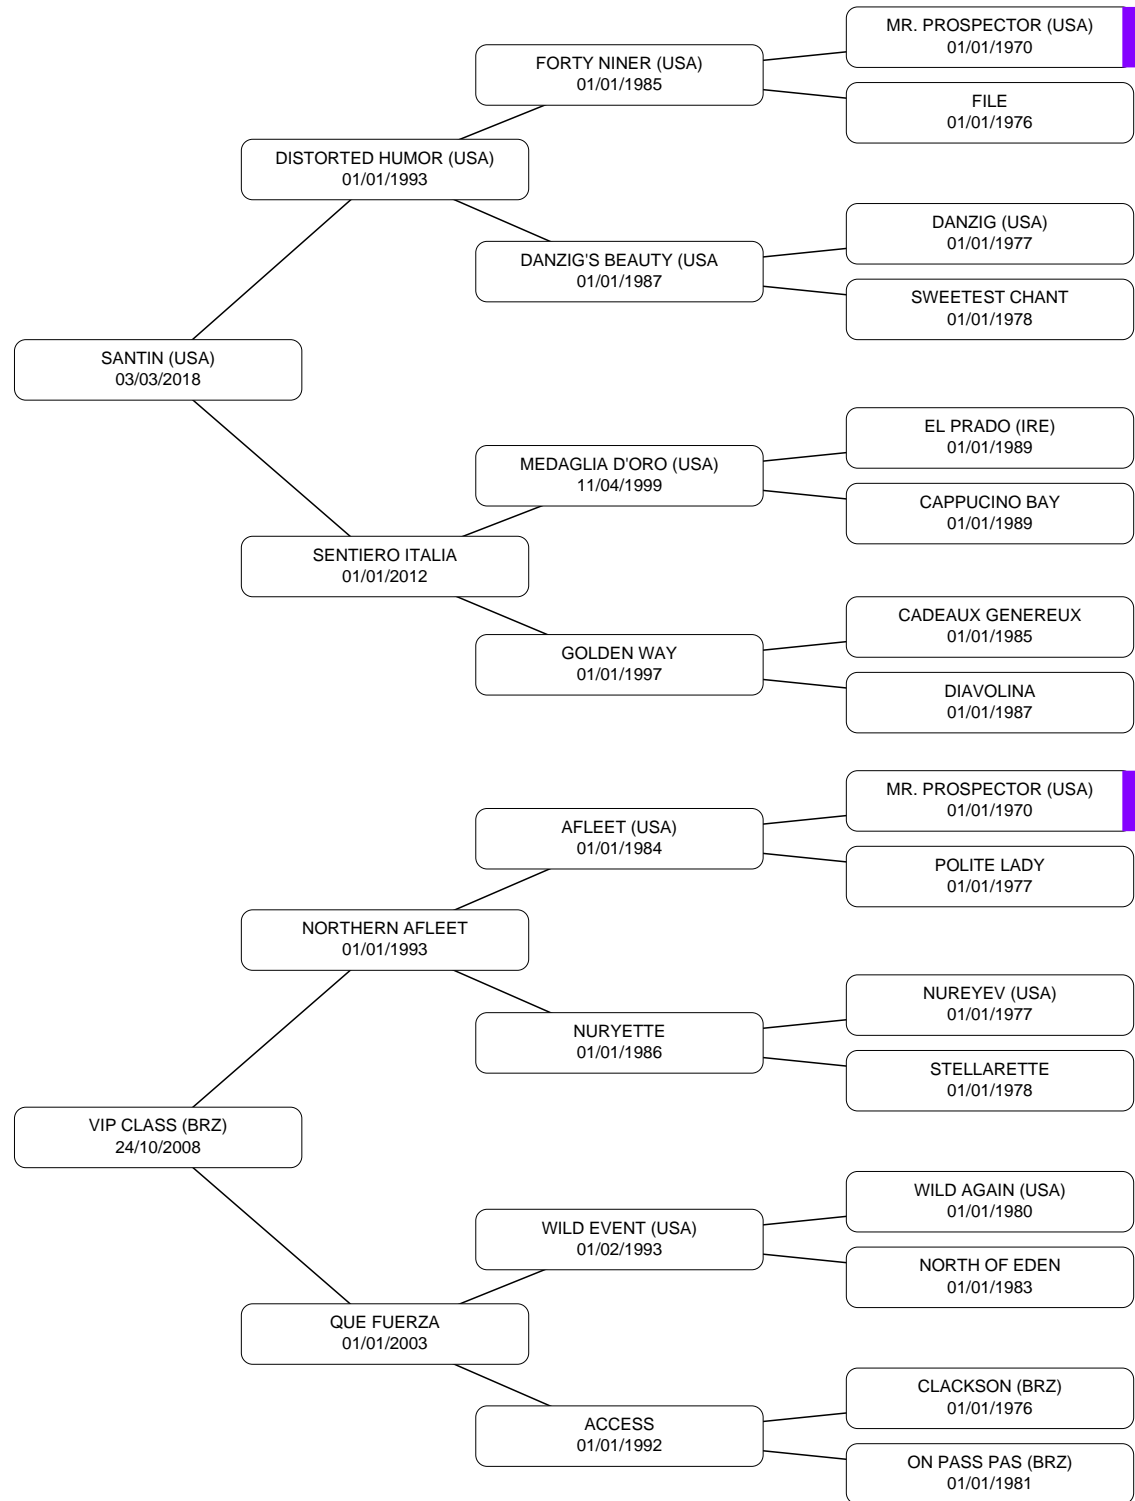 MR. PROSPECTOR (USA)
01/01/1970
FORTY NINER (USA)
01/01/1985
FILE
01/01/1976
DISTORTED HUMOR (USA)
01/01/1993
DANZIG (USA)
01/01/1977
DANZIG'S BEAUTY (USA
01/01/1987
SWEETEST CHANT
01/01/1978
SANTIN (USA)
03/03/2018
EL PRADO (IRE)
01/01/1989
MEDAGLIA D'ORO (USA)
11/04/1999
CAPPUCINO BAY
01/01/1989
SENTIERO ITALIA
01/01/2012
CADEAUX GENEREUX
01/01/1985
GOLDEN WAY
01/01/1997
DIAVOLINA
01/01/1987
MR. PROSPECTOR (USA)
01/01/1970
AFLEET (USA)
01/01/1984
POLITE LADY
01/01/1977
NORTHERN AFLEET
01/01/1993
NUREYEV (USA)
01/01/1977
NURYETTE
01/01/1986
STELLARETTE
01/01/1978
VIP CLASS (BRZ)
24/10/2008
WILD AGAIN (USA)
01/01/1980
WILD EVENT (USA)
01/02/1993
NORTH OF EDEN
01/01/1983
QUE FUERZA
01/01/2003
CLACKSON (BRZ)
01/01/1976
ACCESS
01/01/1992
ON PASS PAS (BRZ)
01/01/1981